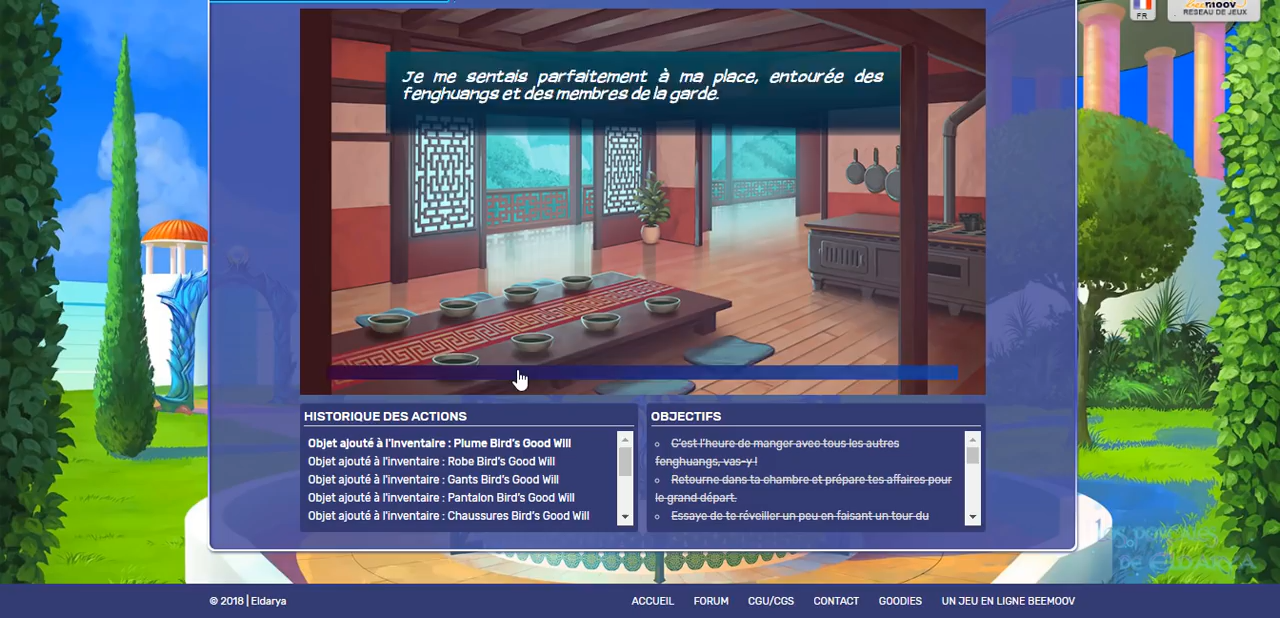 FR
Beemoov
RÉSEAU DE JEUX
Je me sentais parfaitement à ma place, entourée des
fenghuangs et des membres de la garde.
HISTORIQUE DES ACTIONS
Objet ajouté à l'inventaire : Plume Bird's Good Will
Objet ajouté à l'inventaire : Robe Bird's Good Will
Objet ajouté à l'inventaire : Gants Bird's Good Will
Objet ajouté à l'inventaire : Pantalon Bird's Good Will
Objet ajouté à l'inventaire : Chaussures Bird's Good Will
OBJECTIFS
C'est l'heure de manger avec tous les autres
fenghuangs, vas-y !
Retourne dans ta chambre et prépare tes affaires pour
le grand départ.
Essaye de te réveiller un peu en faisant un tour du
© 2018 | Eldarya
ACCUEIL FORUM CGU/CGS CONTACT GOODIES UN JEU EN LIGNE BEEMOOV